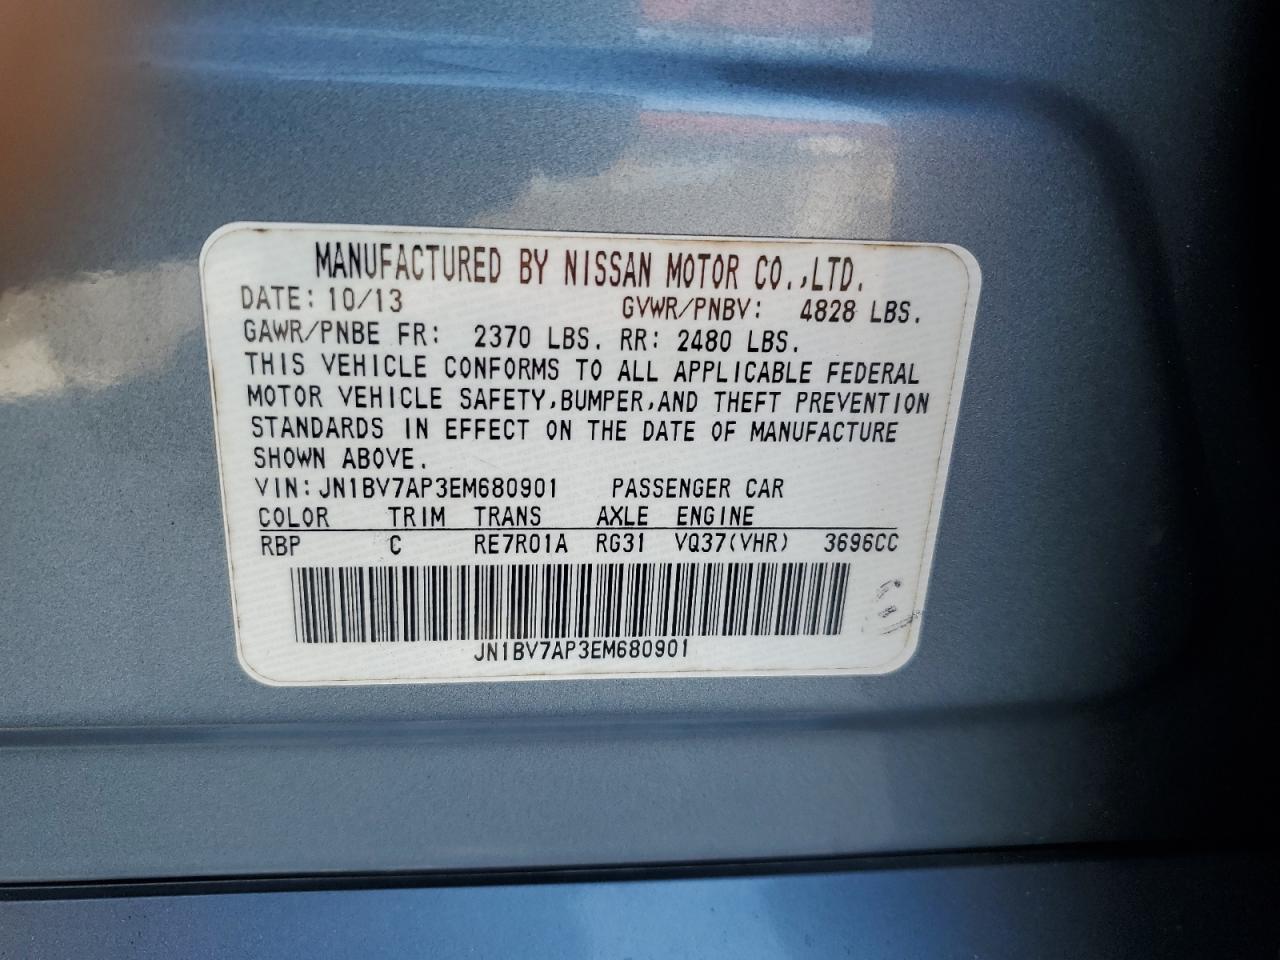 MANUFACTURED BY NISSAN MOTOR CO.,LTD.
DATE: 10/13 GVWR/PNBV: 4828 LBS.
GAWR/PNBE FR: 2370 LBS. RR: 2480 LBS.
THIS VEHICLE CONFORMS TO ALL APPLICABLE FEDERAL
MOTOR VEHICLE SAFETY,BUMPER,AND THEFT PREVENTION
STANDARDS IN EFFECT ON THE DATE OF MANUFACTURE
SHOWN ABOVE.
VIN:JN1BV7AP3EM680901 PASSENGER CAR
COLOR TRIM TRANS AXLE ENGINE
RBP C RE7R01A RG31 VQ37(VHR) 3696CC
JN1BV7AP3EM680901